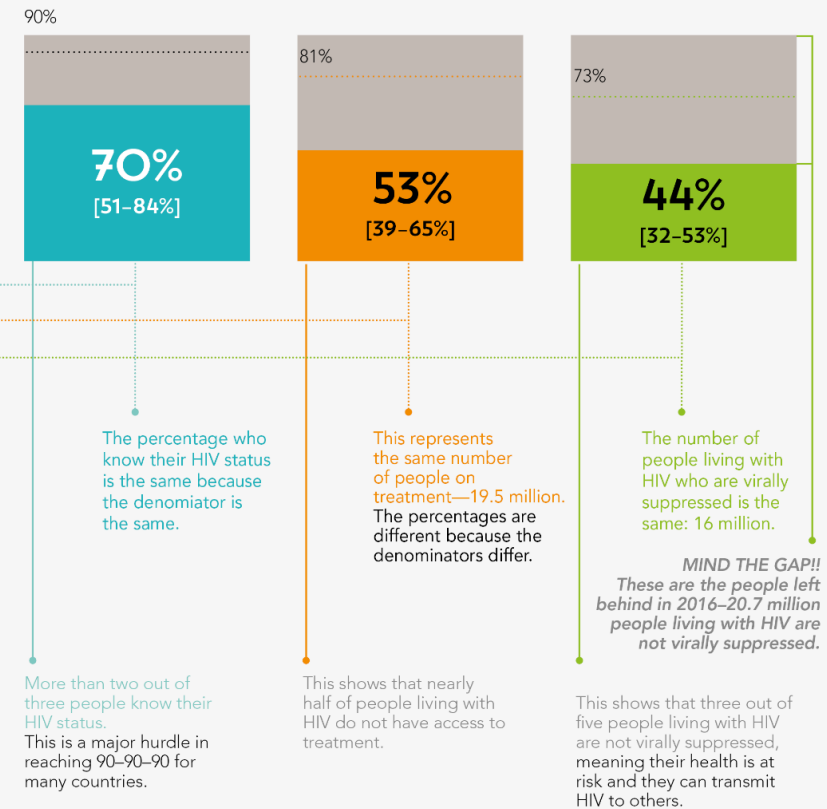 90%
81%
73%
70%
[51–84%]
53%
[39–65%]
44%
[32–53%]
The percentage who
know their HIV status
is the same because
the denomiator is
the same.
This represents
the same number
of people on
treatment—19.5 million.
The percentages are
different because the
denominators differ.
The number of
people living with
HIV who are virally
suppressed is the
same: 16 million.
MIND THE GAP!!
These are the people left
behind in 2016–20.7 million
people living with HIV are
not virally suppressed.
More than two out of
three people know their
HIV status.
This is a major hurdle in
reaching 90–90–90 for
many countries.
This shows that nearly
half of people living with
HIV do not have access to
treatment.
This shows that three out of
five people living with HIV
are not virally suppressed,
meaning their health is at
risk and they can transmit
HIV to others.